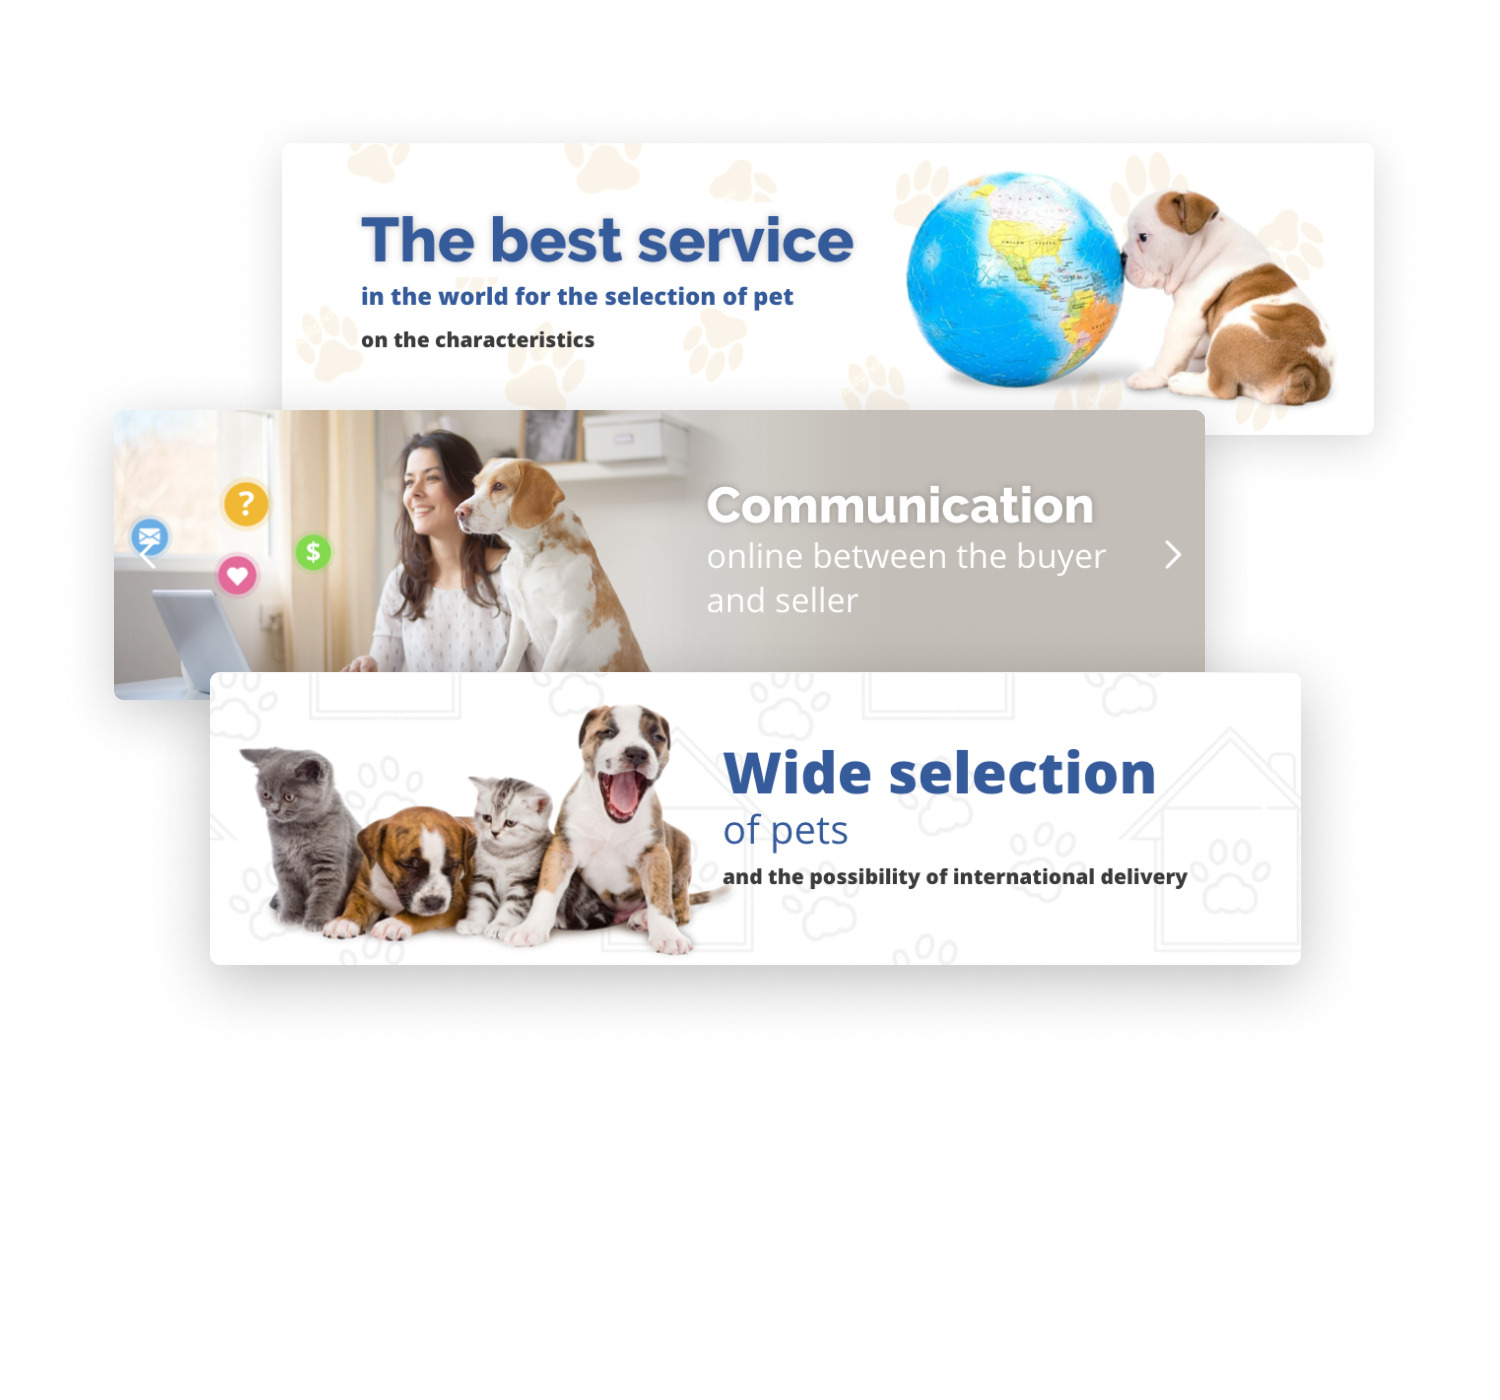 The best service
in the world for the selection of pet
on the characteristics
?
$
Communication
online between the buyer
and seller
Wide selection
of pets
and the possibility of international delivery